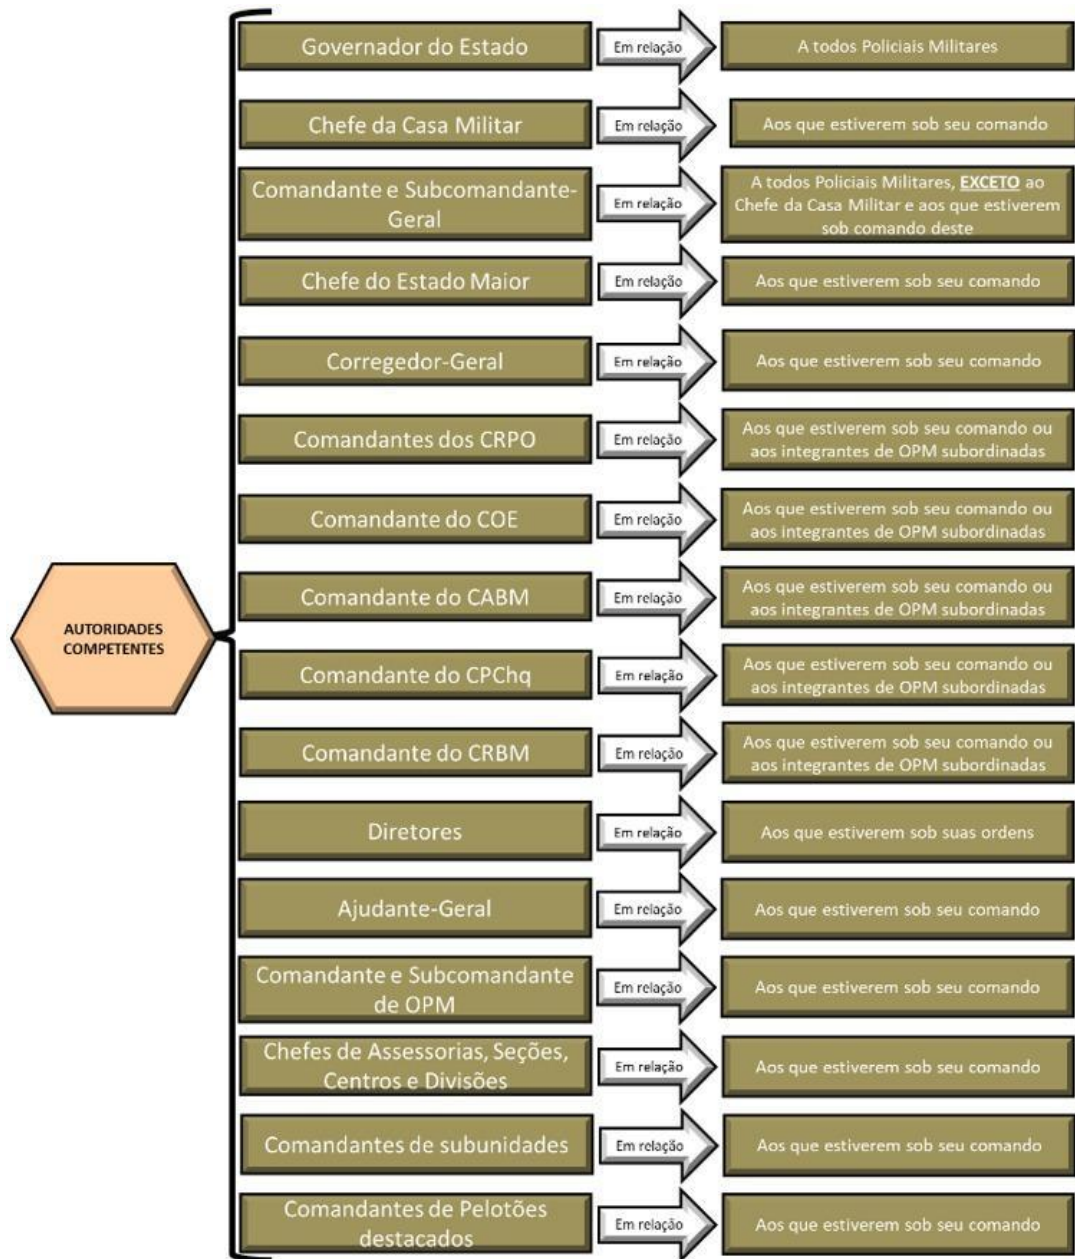 AUTORIDADES
COMPETENTES
Governador do Estado
Em relação
A todos Policiais Militares
Chefe da Casa Militar
Em relação
Aos que estiverem sob seu comando
Comandante e Subcomandante-
Geral
Em relação
A todos Policiais Militares, EXCETO ao
Chefe da Casa Militar e aos que estiverem
sob comando deste
Chefe do Estado Maior
Em relação
Aos que estiverem sob seu comando
Corregedor-Geral
Em relação
Aos que estiverem sob seu comando
Comandantes dos CRPO
Em relação
Aos que estiverem sob seu comando ou
aos integrantes de OPM subordinadas
Comandante do COE
Em relação
Aos que estiverem sob seu comando ou
aos integrantes de OPM subordinadas
Comandante do CABM
Em relação
Aos que estiverem sob seu comando ou
aos integrantes de OPM subordinadas
Comandante do CPChq
Em relação
Aos que estiverem sob seu comando ou
aos integrantes de OPM subordinadas
Comandante do CRBM
Em relação
Aos que estiverem sob seu comando ou
aos integrantes de OPM subordinadas
Diretores
Em relação
Aos que estiverem sob suas ordens
Ajudante-Geral
Em relação
Aos que estiverem sob seu comando
Comandante e Subcomandante
de OPM
Em relação
Aos que estiverem sob seu comando
Chefes de Assessorias, Seções,
Centros e Divisões
Em relação
Aos que estiverem sob seu comando
Comandantes de subunidades
Em relação
Aos que estiverem sob seu comando
Comandantes de Pelotões
destacados
Em relação
Aos que estiverem sob seu comando